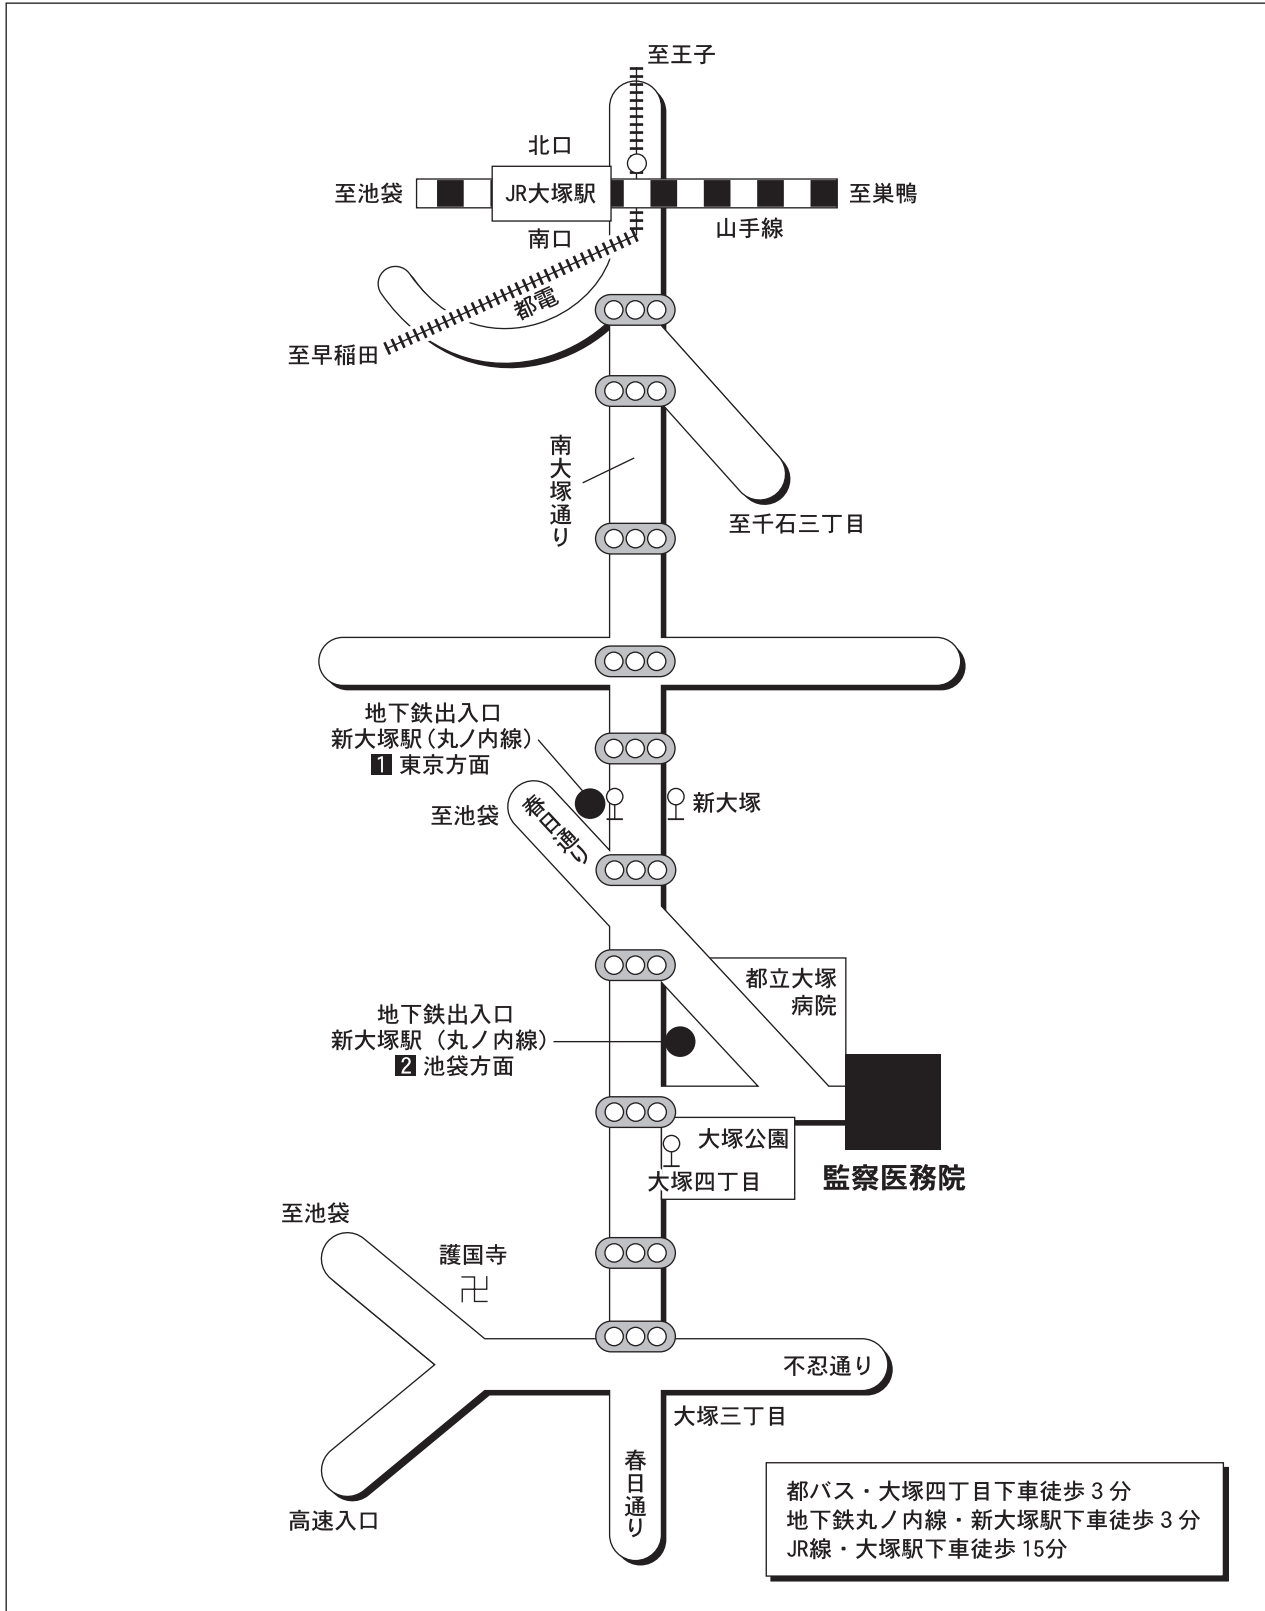 至王子
北口
至池袋
JR大塚駅
至巣鴨
南口
山手線
都電
至早稲田
南大塚通り
至千石三丁目
地下鉄出入口
新大塚駅(丸ノ内線)
1 東京方面
至池袋
春日通り
新大塚
都立大塚
病院
地下鉄出入口
新大塚駅(丸ノ内線)
2 池袋方面
大塚公園
大塚四丁目
監察医務院
至池袋
護国寺
卍
不忍通り
大塚三丁目
春日通り
高速入口
都バス・大塚四丁目下車徒歩3分
地下鉄丸ノ内線・新大塚駅下車徒歩3分
JR線・大塚駅下車徒歩15分